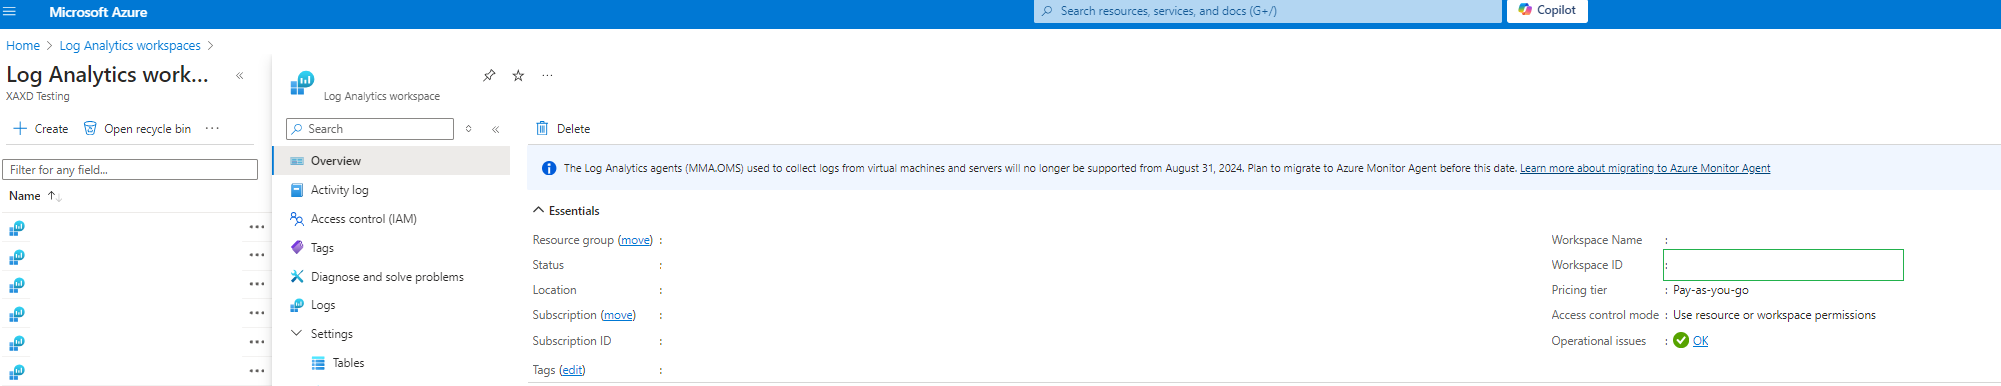 Microsoft Azure
Search resources, services, and docs (G+/)
Copilot
Home > Log Analytics workspaces >
Log Analytics work...
XAXD Testing
Create
Open recycle bin
...
Filter for any field...
Name
Log Analytics workspace
Search
Overview
Activity log
Access control (IAM)
Tags
Diagnose and solve problems
Logs
Settings
Tables
Delete
The Log Analytics agents (MMA.OMS) used to collect logs from virtual machines and servers will no longer be supported from August 31, 2024. Plan to migrate to Azure Monitor Agent before this date. Learn more about migrating to Azure Monitor Agent
Essentials
Resource group (move) :
Status :
Location :
Subscription (move) :
Subscription ID :
Tags (edit) :
Workspace Name :
Workspace ID :
Pricing tier : Pay-as-you-go
Access control mode : Use resource or workspace permissions
Operational issues : OK